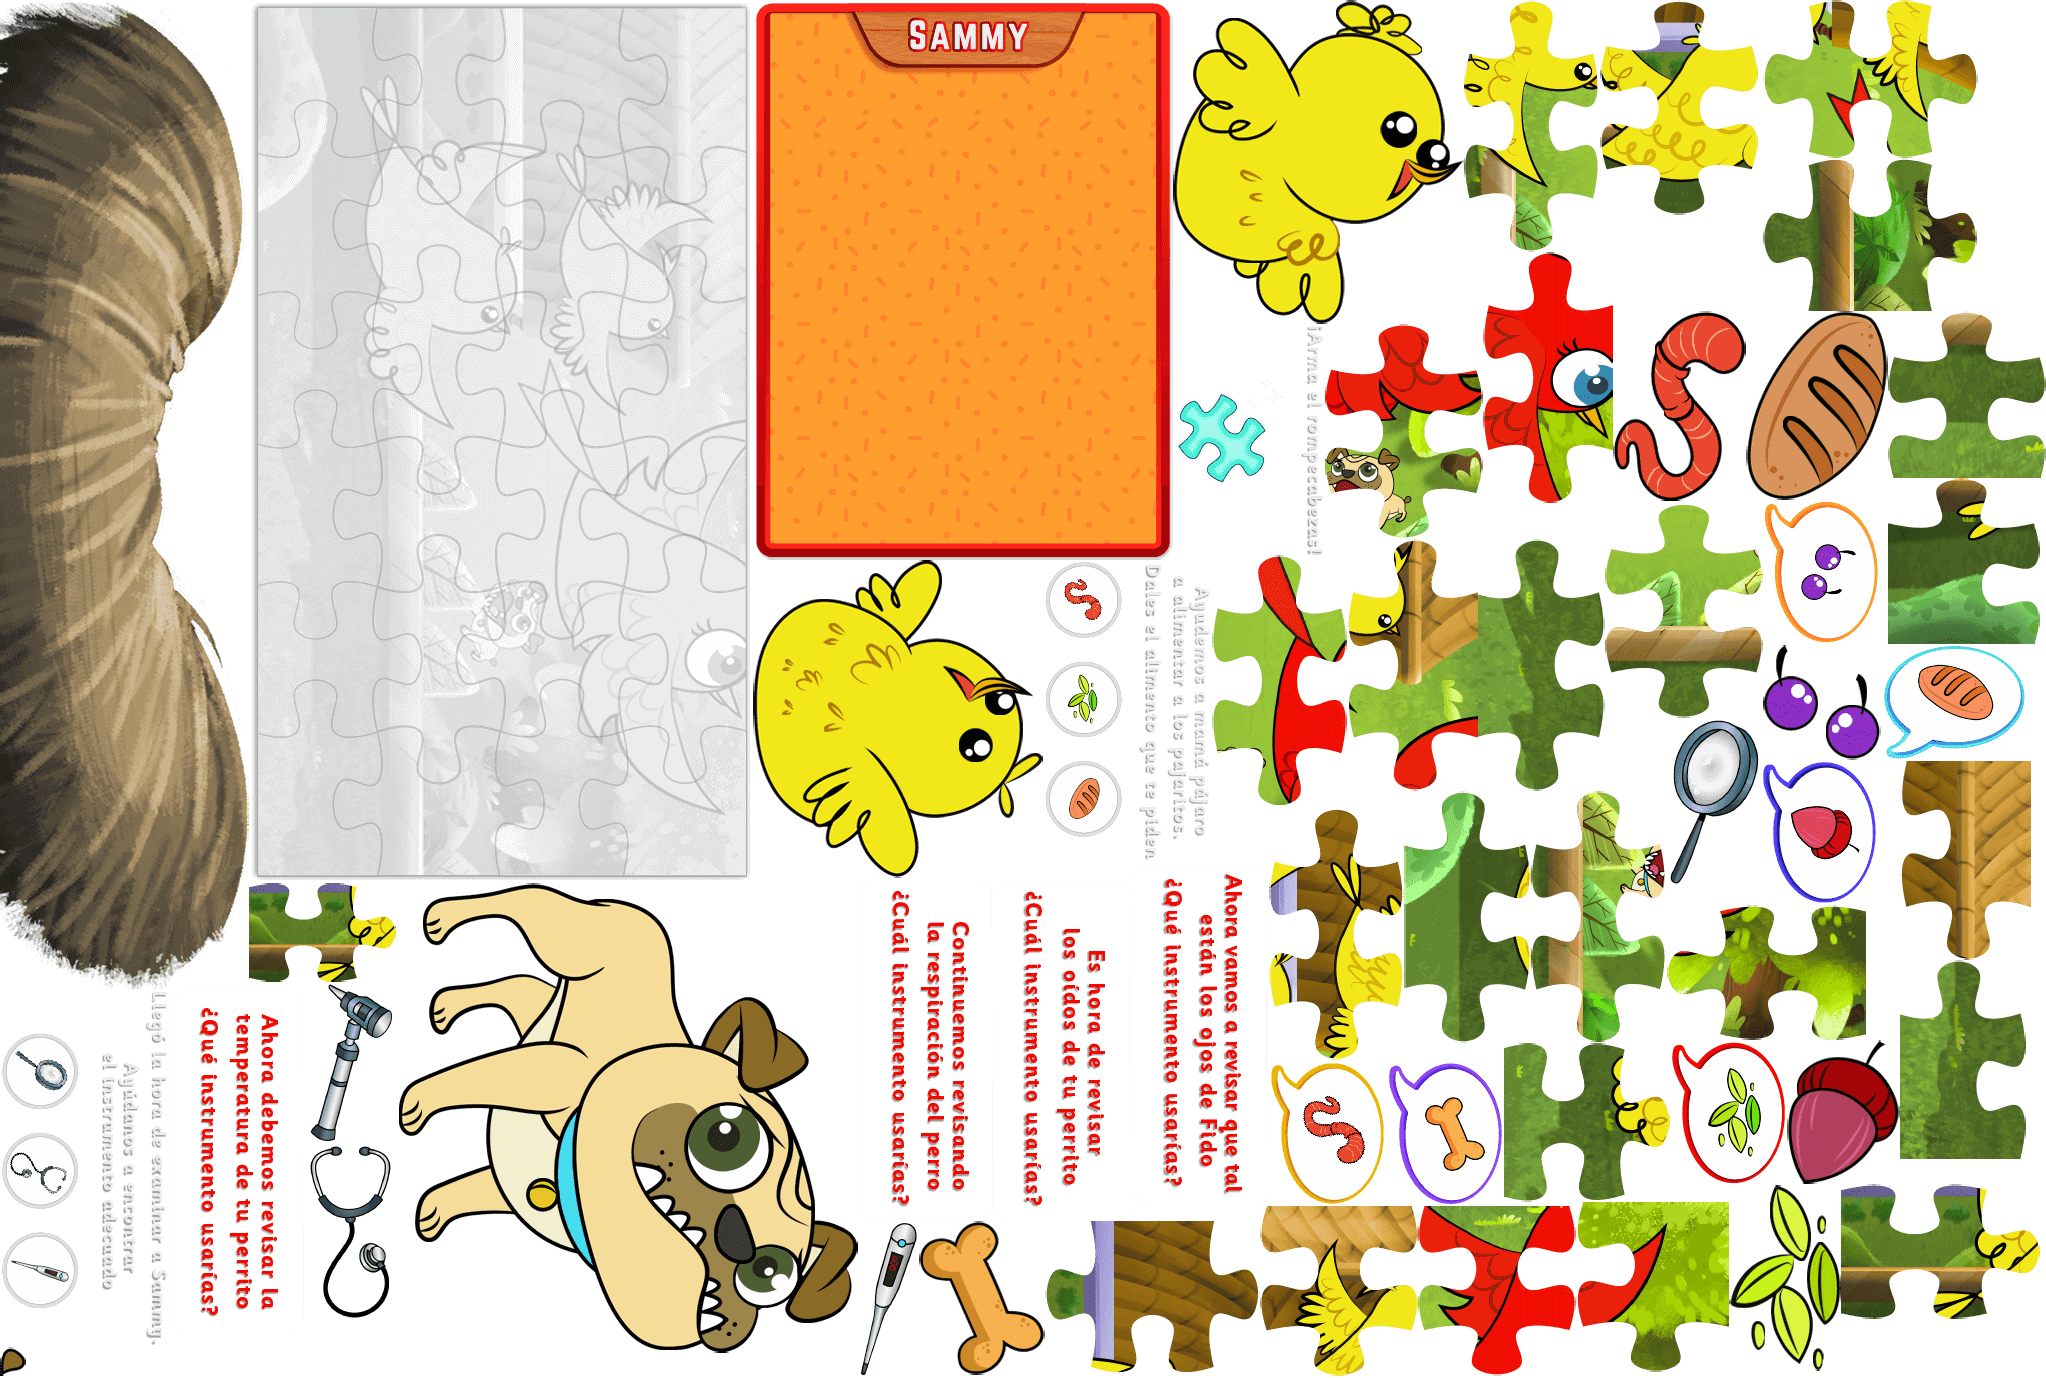 SAMMY
¡Arma el rompecabezas!
Ayudemos a mamá pájaro
a alimentar a los pajaritos.
Dales el alimento que te piden
Ahora vamos a revisar que tal
están los ojos de Fido
¿Qué instrumento usarías?
Es hora de revisar
los oídos de tu perrito
¿Cuál instrumento usarías?
Continuemos revisando
la respiración del perro
¿Cuál instrumento usarías?
Ahora debemos revisar la
temperatura de tu perrito
¿Qué instrumento usarías?
Llegó la hora de examinar a Sammy.
Ayúdanos a encontrar
el instrumento adecuado